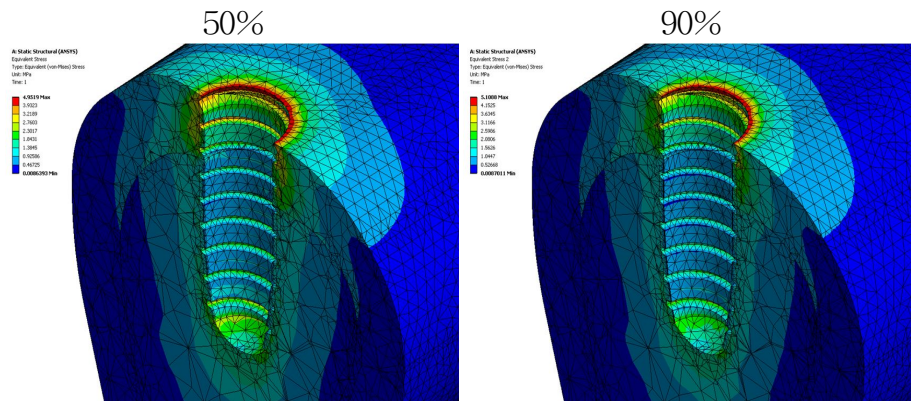 50%
A: Static Structural (ANSYS)
Equivalent Stress
Type: Equivalent (von-Mises) Stress
Unit: MPa
Time: 1
4.9519 Max
3.9323
3.2189
2.7603
2.3017
1.8431
1.3845
0.92586
0.46725
0.0086393 Min
90%
A: Static Structural (ANSYS)
Equivalent Stress 2
Type: Equivalent (von-Mises) Stress
Unit: MPa
Time: 1
5.1088 Max
4.1525
3.6345
3.1166
2.5986
2.0806
1.5626
1.0447
0.52668
0.0087011 Min